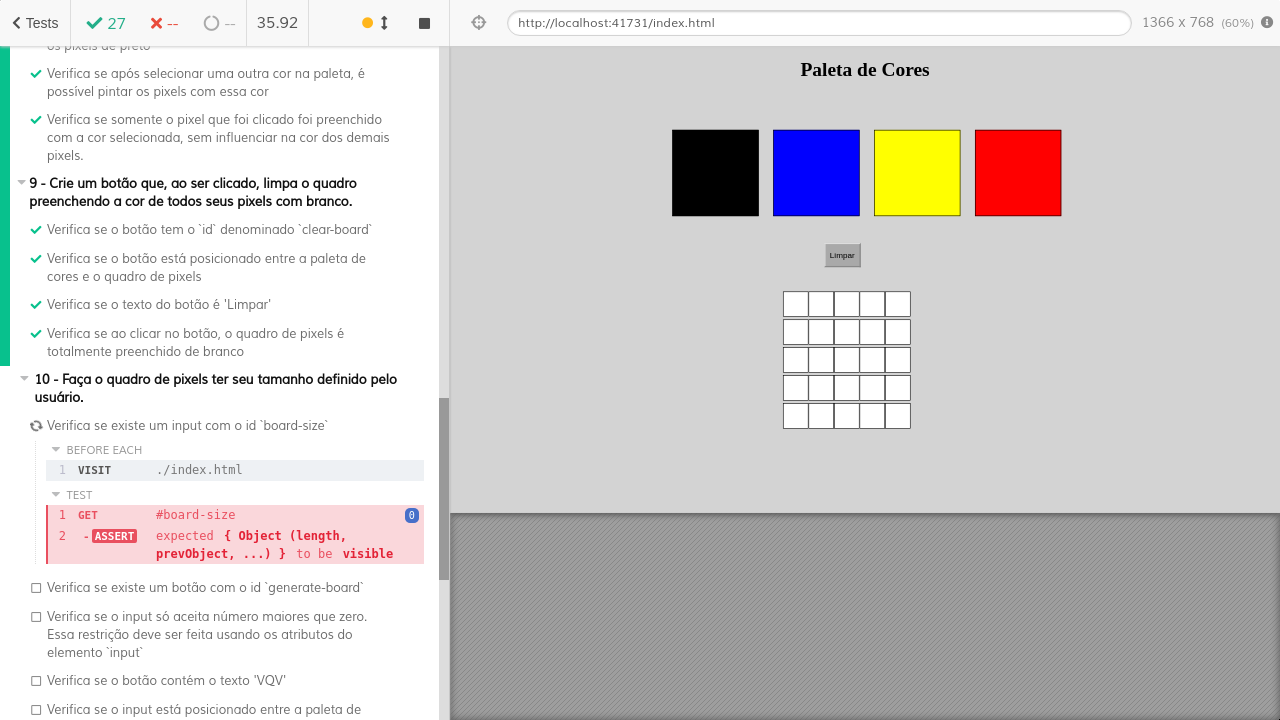 Tests
27
--
--
35.92
http://localhost:41731/index.html
1366 x 768 (60%)
os pixels de preto
Verifica se após selecionar uma outra cor na paleta, é
possível pintar os pixels com essa cor
Verifica se somente o pixel que foi clicado foi preenchido
com a cor selecionada, sem influenciar na cor dos demais
pixels.
9 - Crie um botão que, ao ser clicado, limpa o quadro
preenchendo a cor de todos seus pixels com branco.
Verifica se o botão tem o `id` denominado `clear-board`
Verifica se o botão está posicionado entre a paleta de
cores e o quadro de pixels
Verifica se o texto do botão é 'Limpar'
Verifica se ao clicar no botão, o quadro de pixels é
totalmente preenchido de branco
10 - Faça o quadro de pixels ter seu tamanho definido pelo
usuário.
Verifica se existe um input com o id `board-size`
BEFORE EACH
1 VISIT ./index.html
TEST
1 GET #board-size 0
2 -ASSERT expected { Object (length,
prevObject, ...) } to be visible
Verifica se existe um botão com o id `generate-board`
Verifica se o input só aceita número maiores que zero.
Essa restrição deve ser feita usando os atributos do
elemento `input`
Verifica se o botão contém o texto 'VQV'
Verifica se o input está posicionado entre a paleta de
Paleta de Cores
Limpar